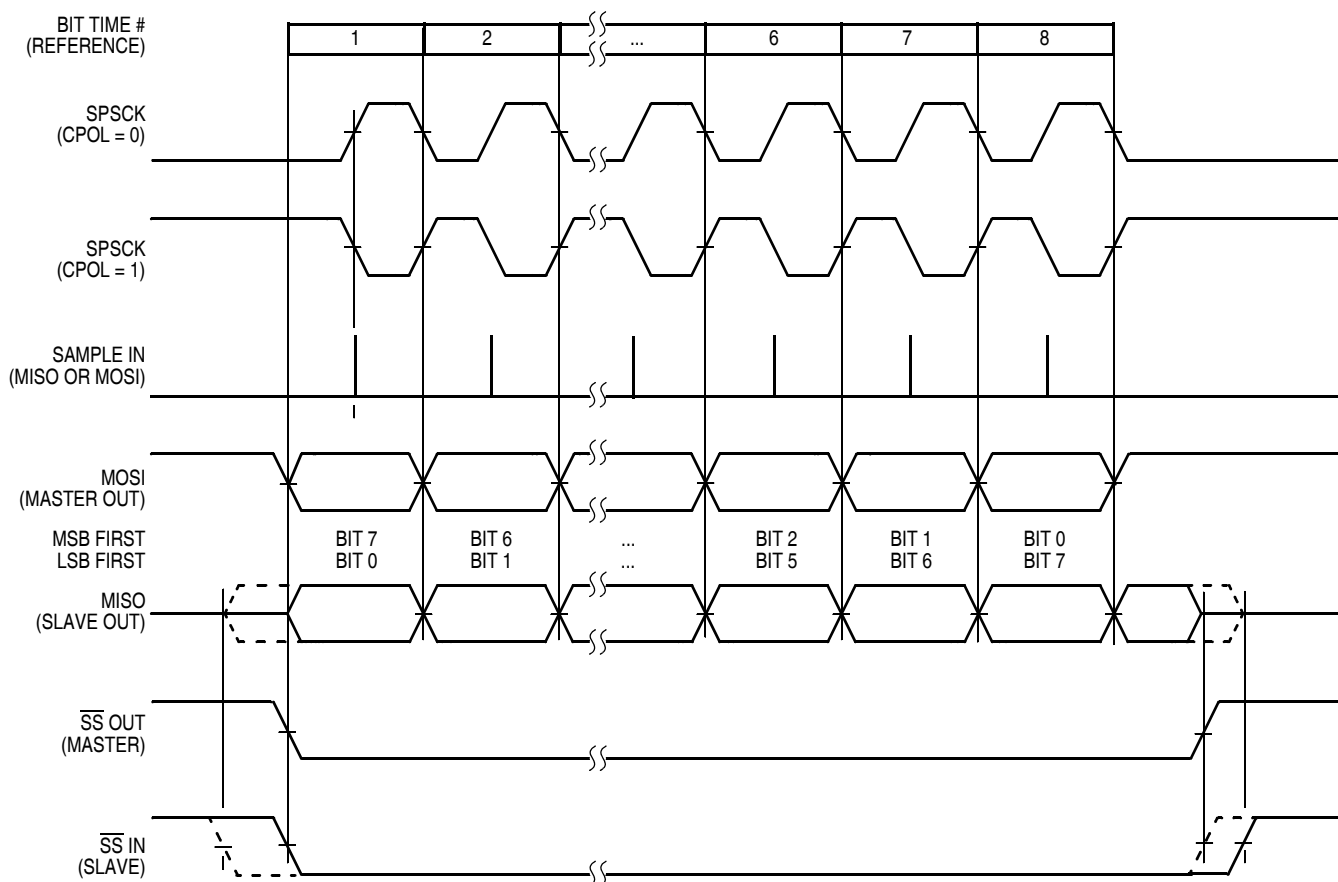 BIT TIME #
(REFERENCE)
1 2 ... 6 7 8
SPSCK
(CPOL = 0)
SPSCK
(CPOL = 1)
SAMPLE IN
(MISO OR MOSI)
MOSI
(MASTER OUT)
MSB FIRST BIT 7 BIT 6 ... BIT 2 BIT 1 BIT 0
LSB FIRST BIT 0 BIT 1 ... BIT 5 BIT 6 BIT 7
MISO
(SLAVE OUT)
SS OUT
(MASTER)
SS IN
(SLAVE)